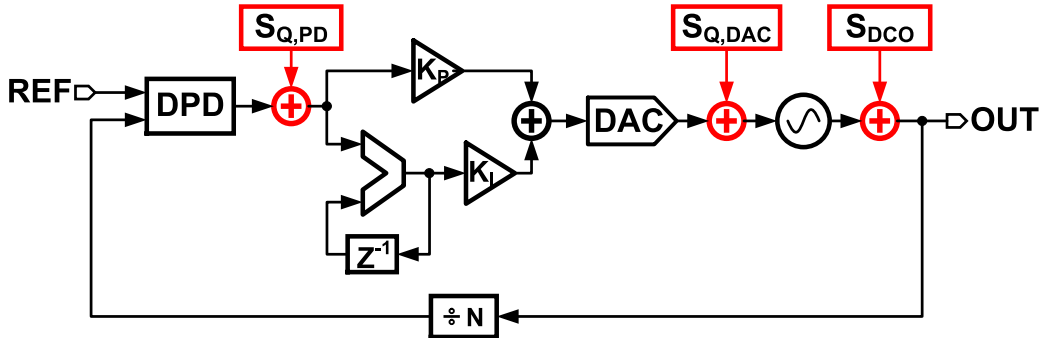 S_Q,PD
S_Q,DAC
S_DCO
REF
DPD
K_P
DAC
OUT
K_I
Z^-1
÷ N